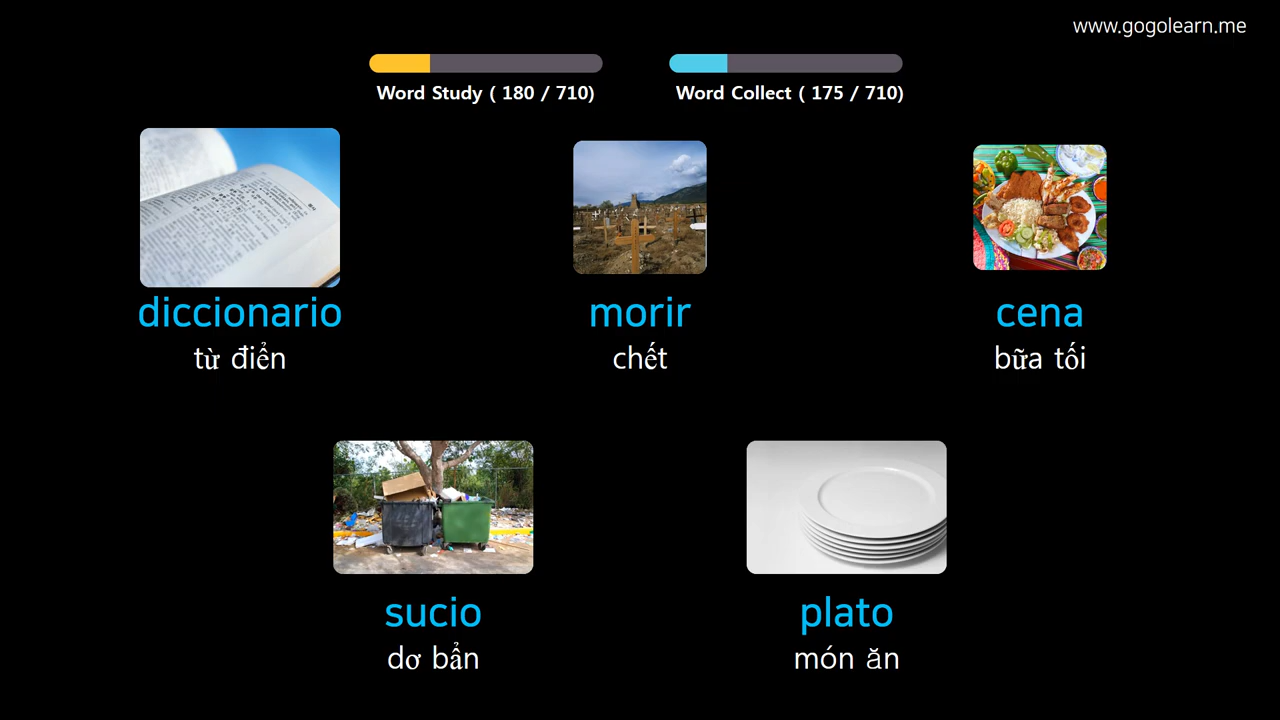 www.gogolearn.me
Word Study ( 180 / 710)
Word Collect ( 175 / 710)
diccionario
từ điển
morir
chết
cena
bữa tối
sucio
dơ bẩn
plato
món ăn